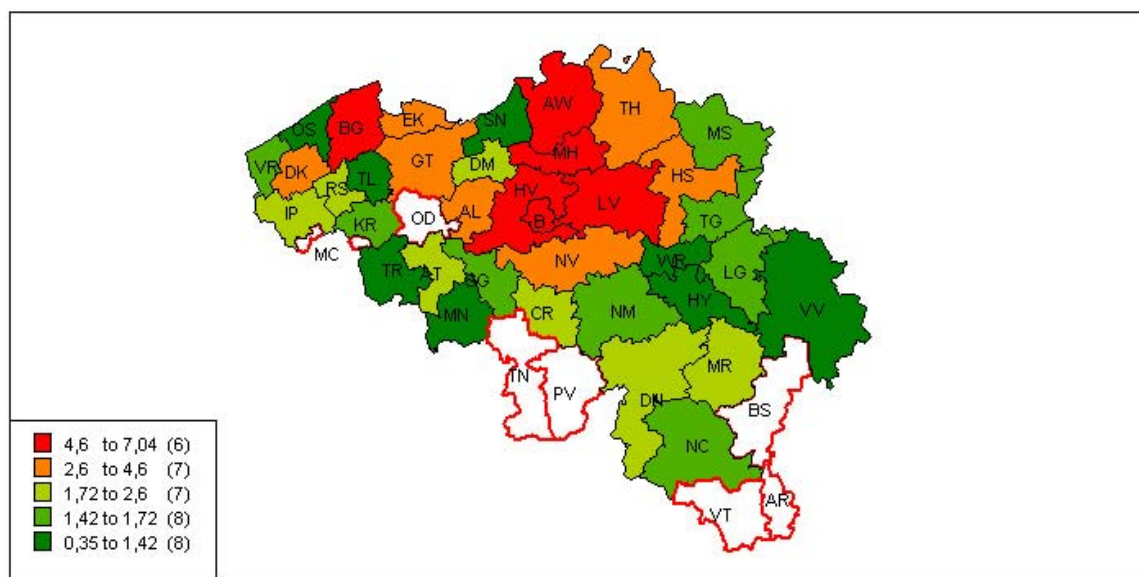 AW
TH
EK
OS
BG
SN
MS
GT
MH
DM
VR
DK
HS
TL
RS
HV
LV
IP
AL
OD
B
TG
KR
MC
NV
WR
TR
AT
SG
LG
HY
MN
CR
NM
VV
MR
TN
PV
DN
BS
NC
AR
VT
4,6 to 7,04 (6)
2,6 to 4,6 (7)
1,72 to 2,6 (7)
1,42 to 1,72 (8)
0,35 to 1,42 (8)